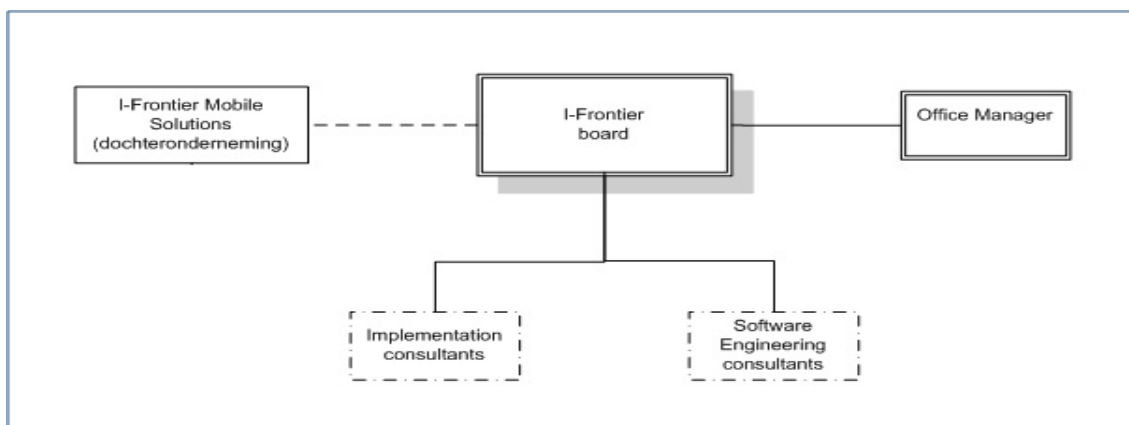 I-Frontier Mobile
Solutions
(dochteronderneming)
I-Frontier
board
Office Manager
Implementation
consultants
Software
Engineering
consultants